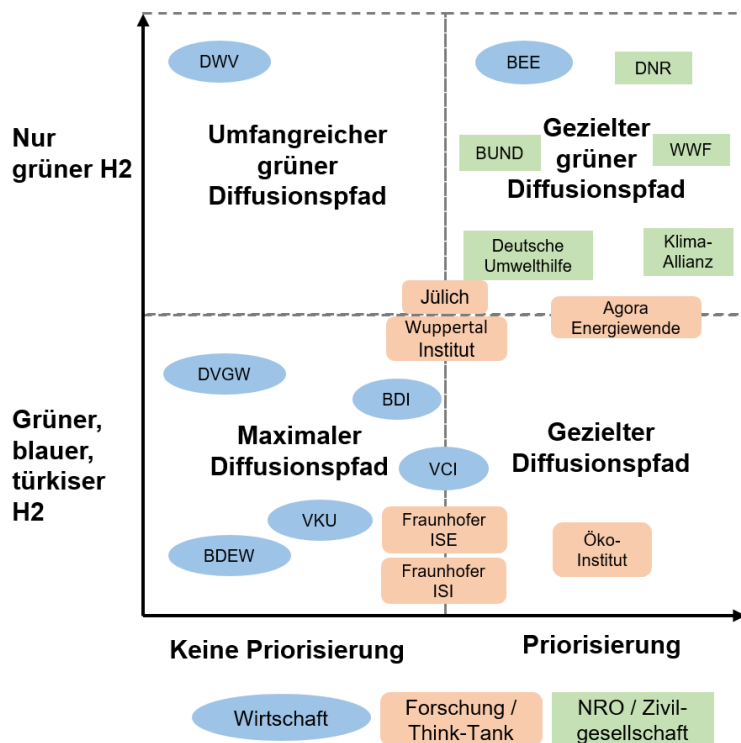 DWV
BEE
DNR
Nur
grüner H2
Umfangreicher
grüner
Diffusionspfad
Gezielter
grüner
Diffusionspfad
BUND
WWF
Deutsche
Umwelthilfe
Klima-
Allianz
Jülich
Wuppertal
Institut
Agora
Energiewende
DVGW
BDI
Grüner,
blauer,
türkiser
H2
Maximaler
Diffusionspfad
Gezielter
Diffusionspfad
VCI
VKU
BDEW
Fraunhofer
ISE
Fraunhofer
ISI
Öko-
Institut
Keine Priorisierung
Priorisierung
Wirtschaft
Forschung /
Think-Tank
NRO / Zivil-
gesellschaft